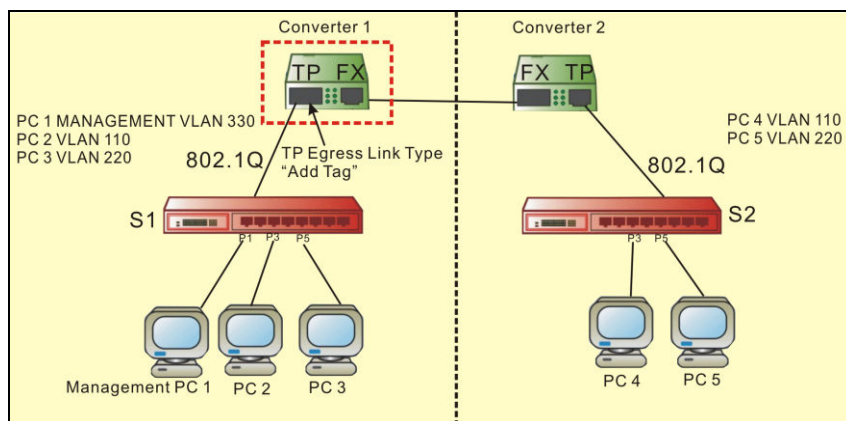 Converter 1
Converter 2
TP FX
FX TP
PC 1 MANAGEMENT VLAN 330
PC 2 VLAN 110
PC 3 VLAN 220
PC 4 VLAN 110
PC 5 VLAN 220
802.1Q
TP Egress Link Type
"Add Tag"
802.1Q
S1
S2
P1 P3 P5
P3 P5
Management PC 1
PC 2
PC 3
PC 4
PC 5